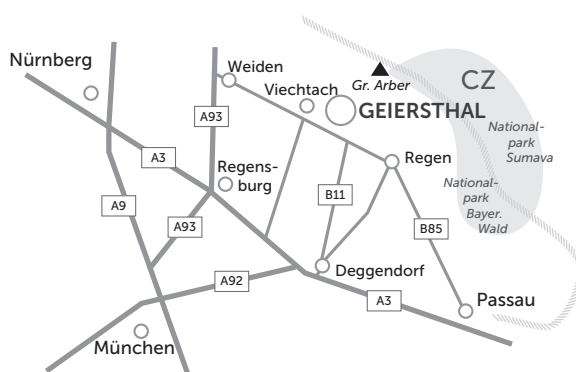 Nürnberg
Weiden
Gr. Arber
CZ
Viechtach
GEIERSTHAL
A93
National-
park
Sumava
A3
Regens-
burg
Regen
National-
park
Bayer.
Wald
A9
B11
A93
B85
Deggendorf
A92
A3
Passau
München